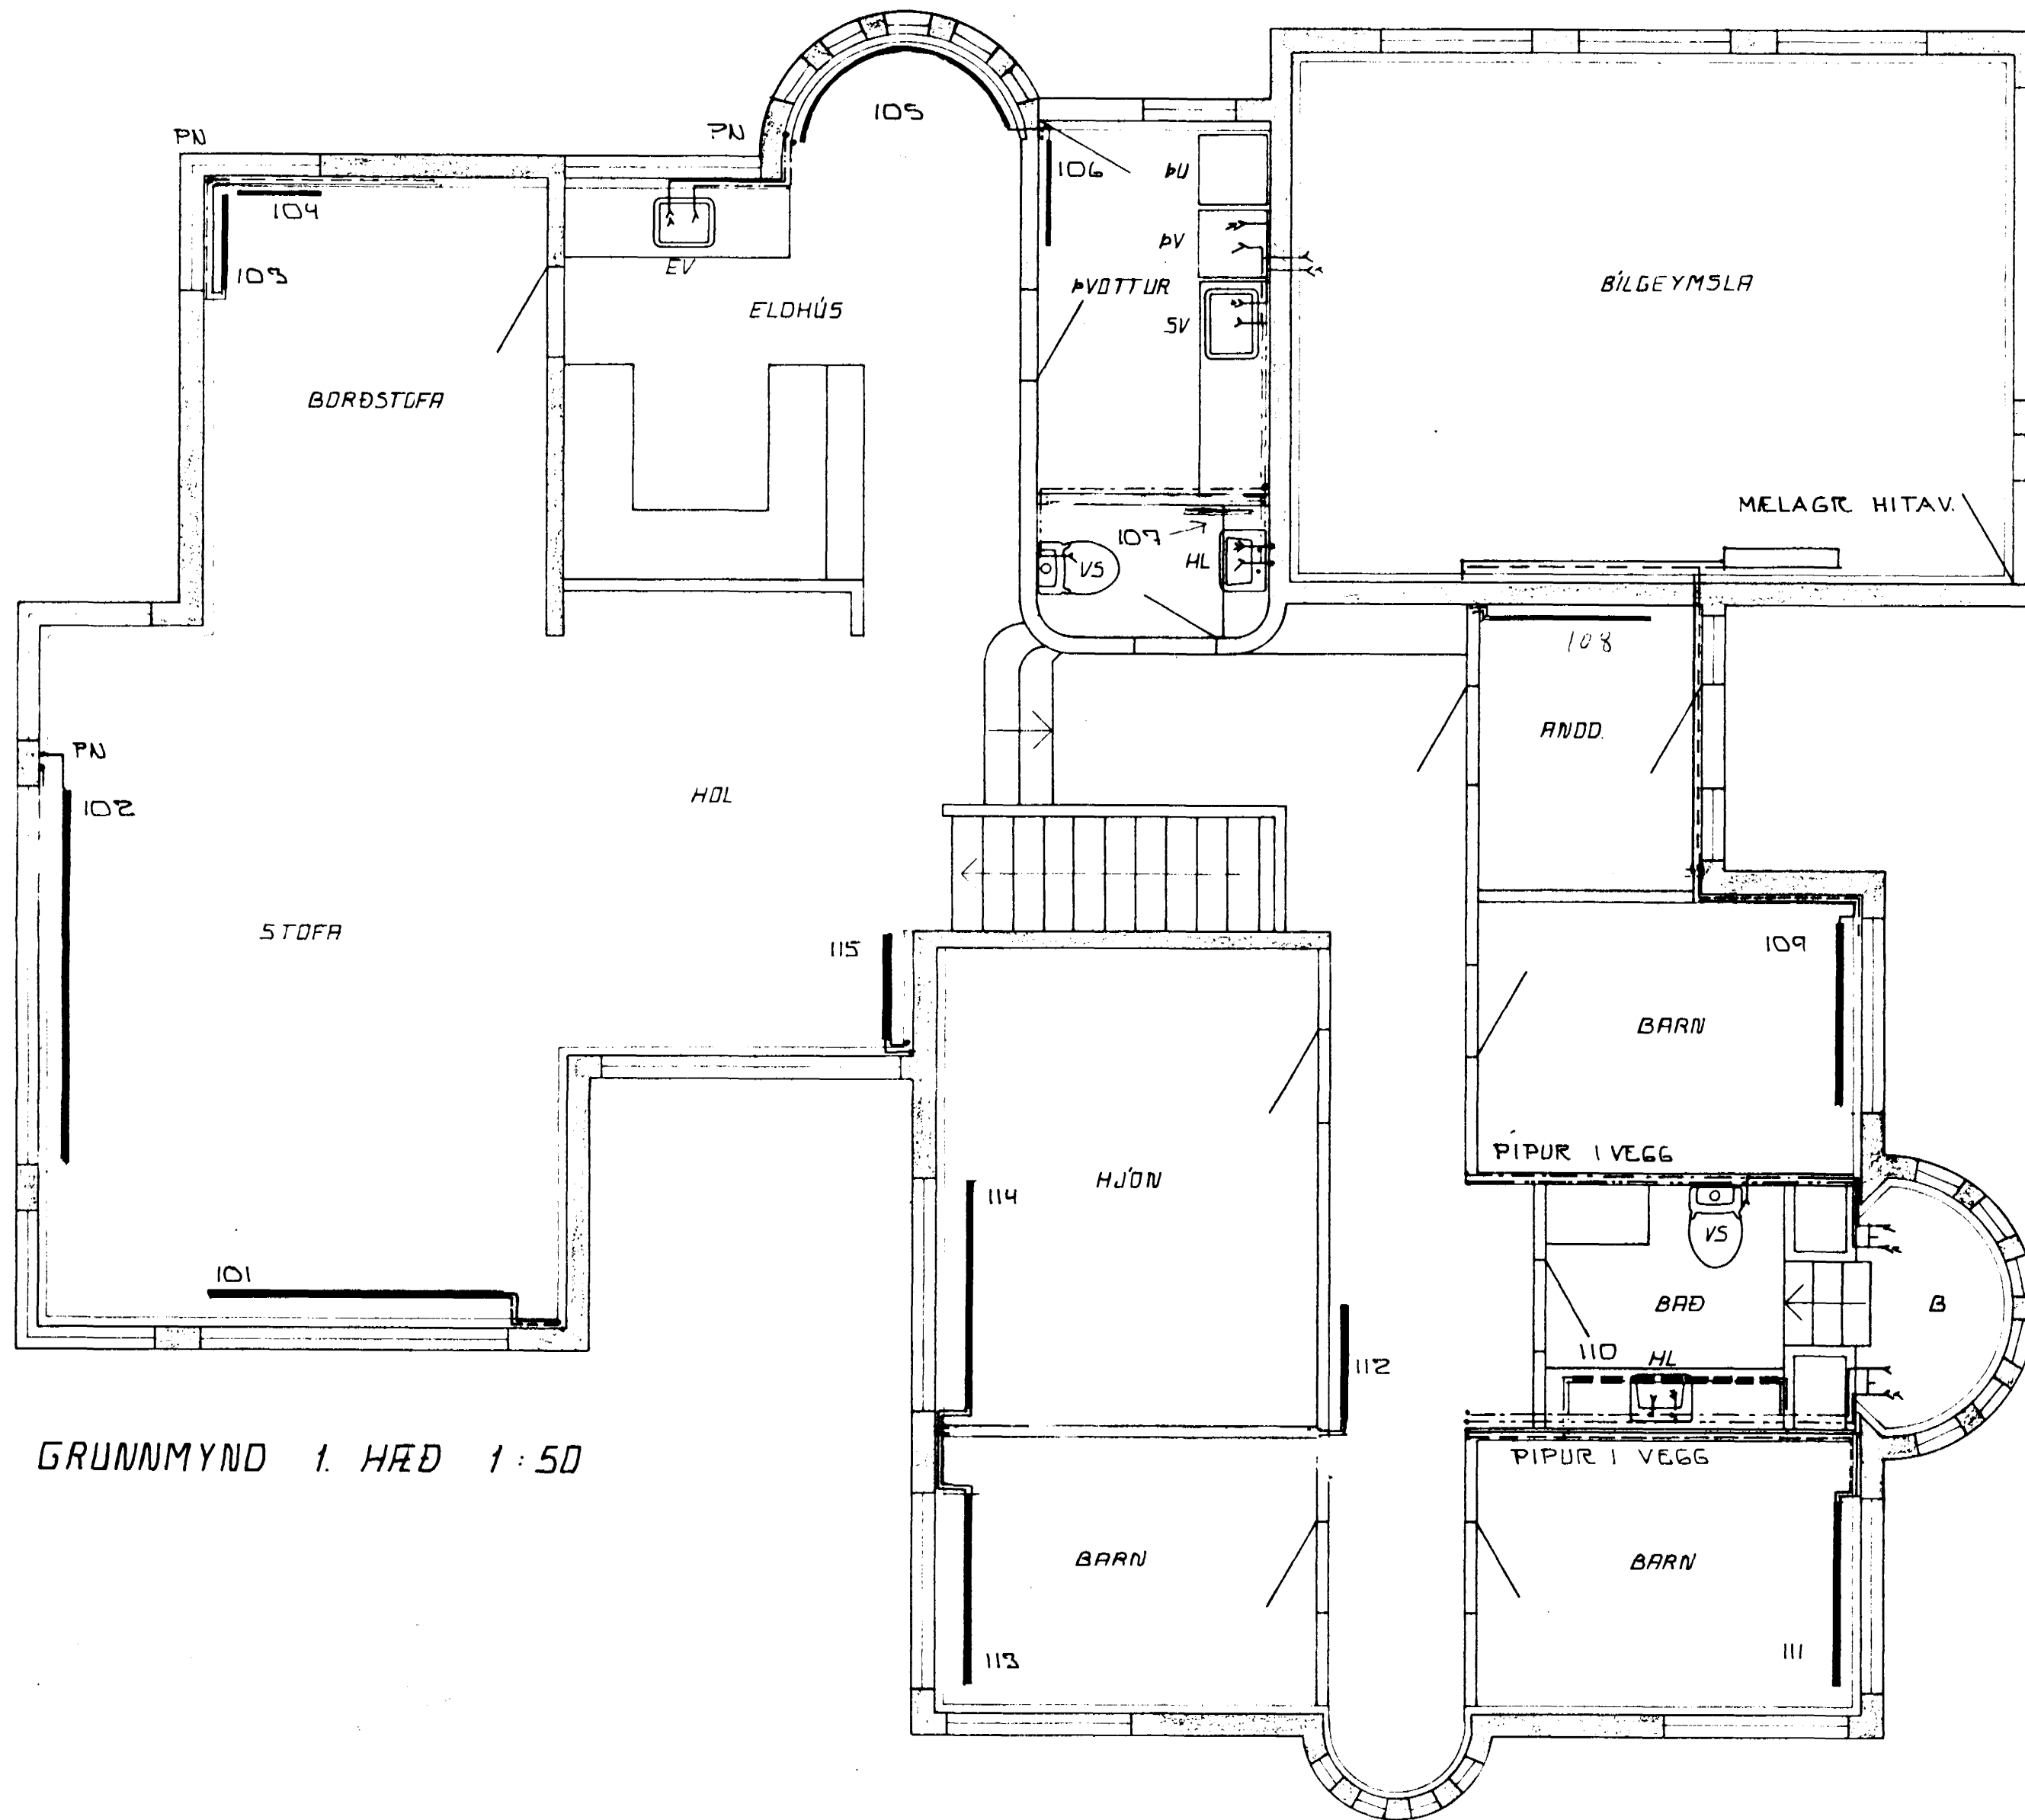 105
PN
PN
106
ÞU
104
ÞV
103
EV
ÞVOTTUR
BÍLGEYMSLA
ELDHÚS
SV
BORÐSTOFA
MÆLAGR HITAV.
107
HL
VS
108
ANDD.
PN
102
HOL
STOFA
115
109
BARN
PÍPUR Í VEGG
HJÓN
114
VS
101
BAÐ
B
110
HL
112
GRUNNMYND 1. HÆÐ 1:50
PIPUR I VEGG
BARN
BARN
113
111